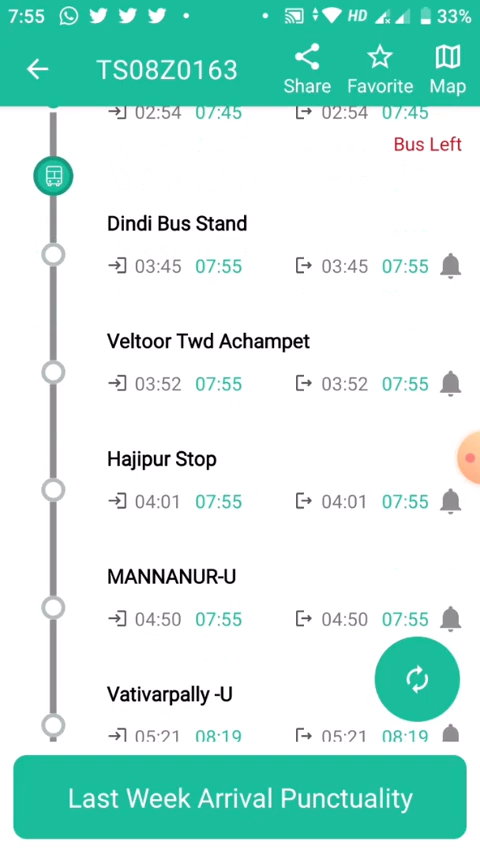 7:55 HD 33%
TS08Z0163
Share Favorite Map
02:54 07:45 02:54 07:45
Bus Left
Dindi Bus Stand
03:45 07:55 03:45 07:55
Veltoor Twd Achampet
03:52 07:55 03:52 07:55
Hajipur Stop
04:01 07:55 04:01 07:55
MANNANUR-U
04:50 07:55 04:50 07:55
Vativarpally -U
05:21 08:19 05:21 08:19
Last Week Arrival Punctuality